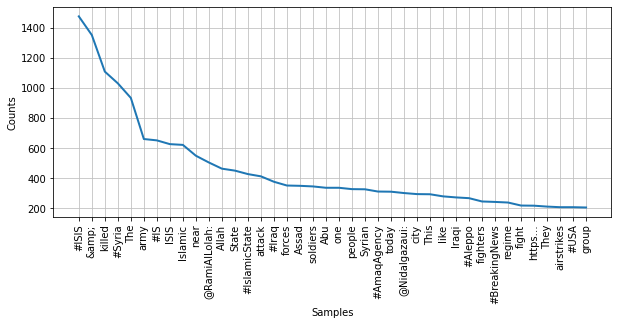 1400
1200
1000
800
600
400
200
Counts
#ISIS
&amp;
killed
#Syria
The
army
#IS
ISIS
Islamic
near
@RamiAlLolah:
Allah
State
#IslamicState
attack
#Iraq
forces
Assad
soldiers
Abu
one
people
Syrian
#AmaqAgency
today
@Nidalgazaui:
city
This
like
Iraqi
#Aleppo
fighters
#BreakingNews
regime
fight
https…
They
airstrikes
#USA
group
Samples